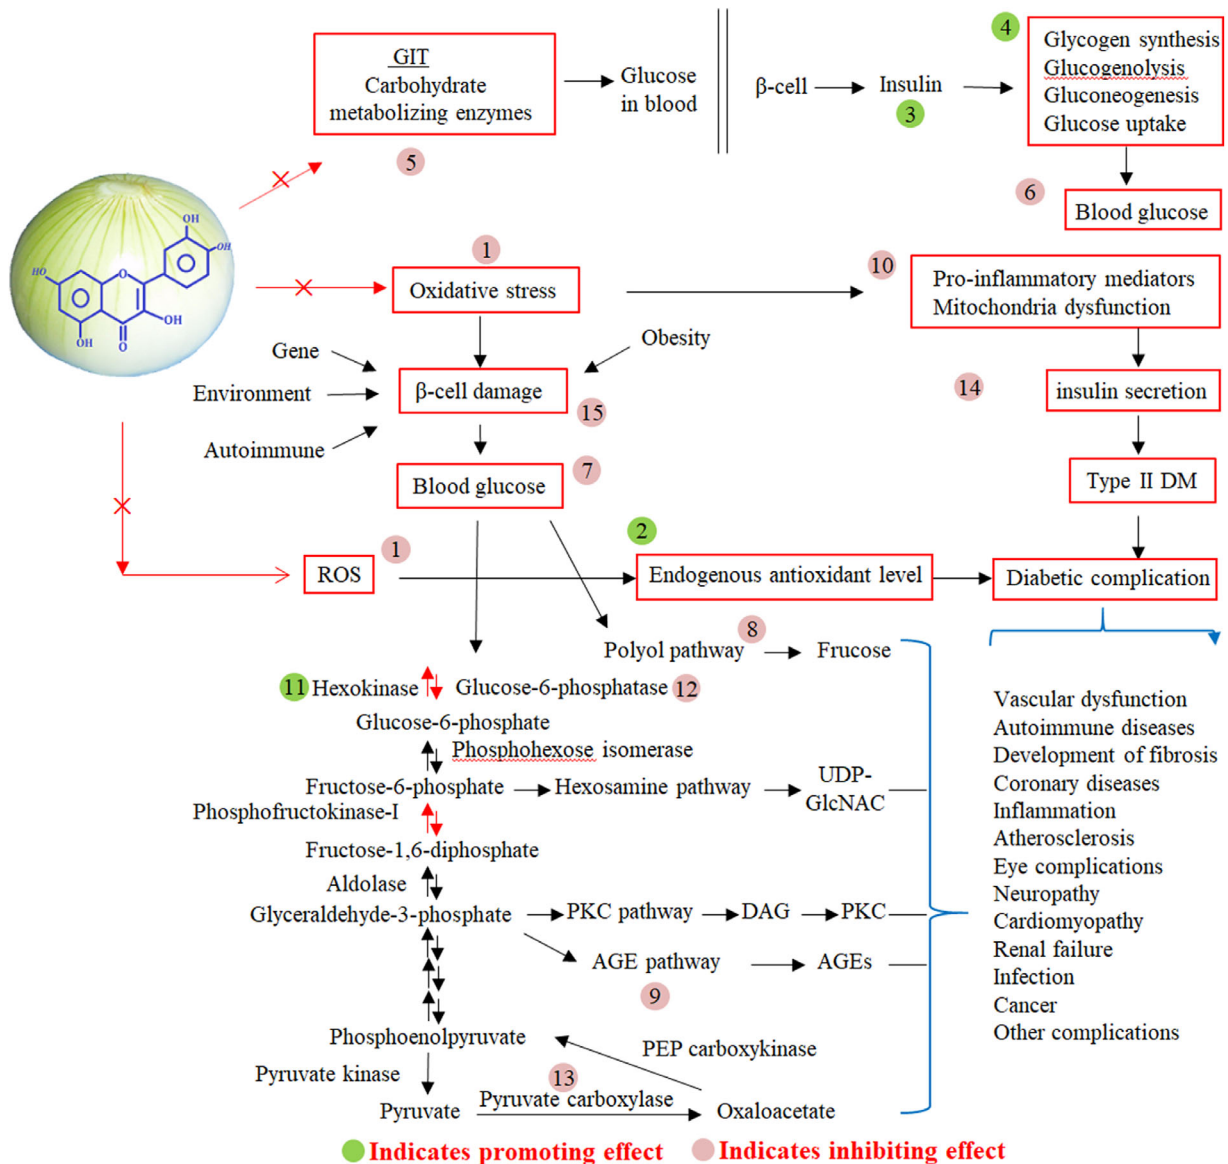 GIT
Carbohydrate
metabolizing enzymes
5
Glucose
in blood
β-cell
Insulin
3
4
Glycogen synthesis
Glucogenolysis
Gluconeogenesis
Glucose uptake
6
Blood glucose
OH
OH
HO
O
OH
OH
O
1
Oxidative stress
10
Pro-inflammatory mediators
Mitochondria dysfunction
Gene
Obesity
Environment
β-cell damage
15
14
insulin secretion
Autoimmune
7
Blood glucose
Type II DM
ROS
1
2
Endogenous antioxidant level
Diabetic complication
Polyol pathway
8
Frucose
11
Hexokinase
Glucose-6-phosphatase
12
Glucose-6-phosphate
Phosphohexose isomerase
Fructose-6-phosphate
Hexosamine pathway
UDP-
GlcNAC
Phosphofructokinase-I
Fructose-1,6-diphosphate
Aldolase
Glyceraldehyde-3-phosphate
PKC pathway
DAG
PKC
AGE pathway
AGEs
9
Phosphoenolpyruvate
PEP carboxykinase
Pyruvate kinase
13
Pyruvate
Pyruvate carboxylase
Oxaloacetate
Vascular dysfunction
Autoimmune diseases
Development of fibrosis
Coronary diseases
Inflammation
Atherosclerosis
Eye complications
Neuropathy
Cardiomyopathy
Renal failure
Infection
Cancer
Other complications
Indicates promoting effect
Indicates inhibiting effect